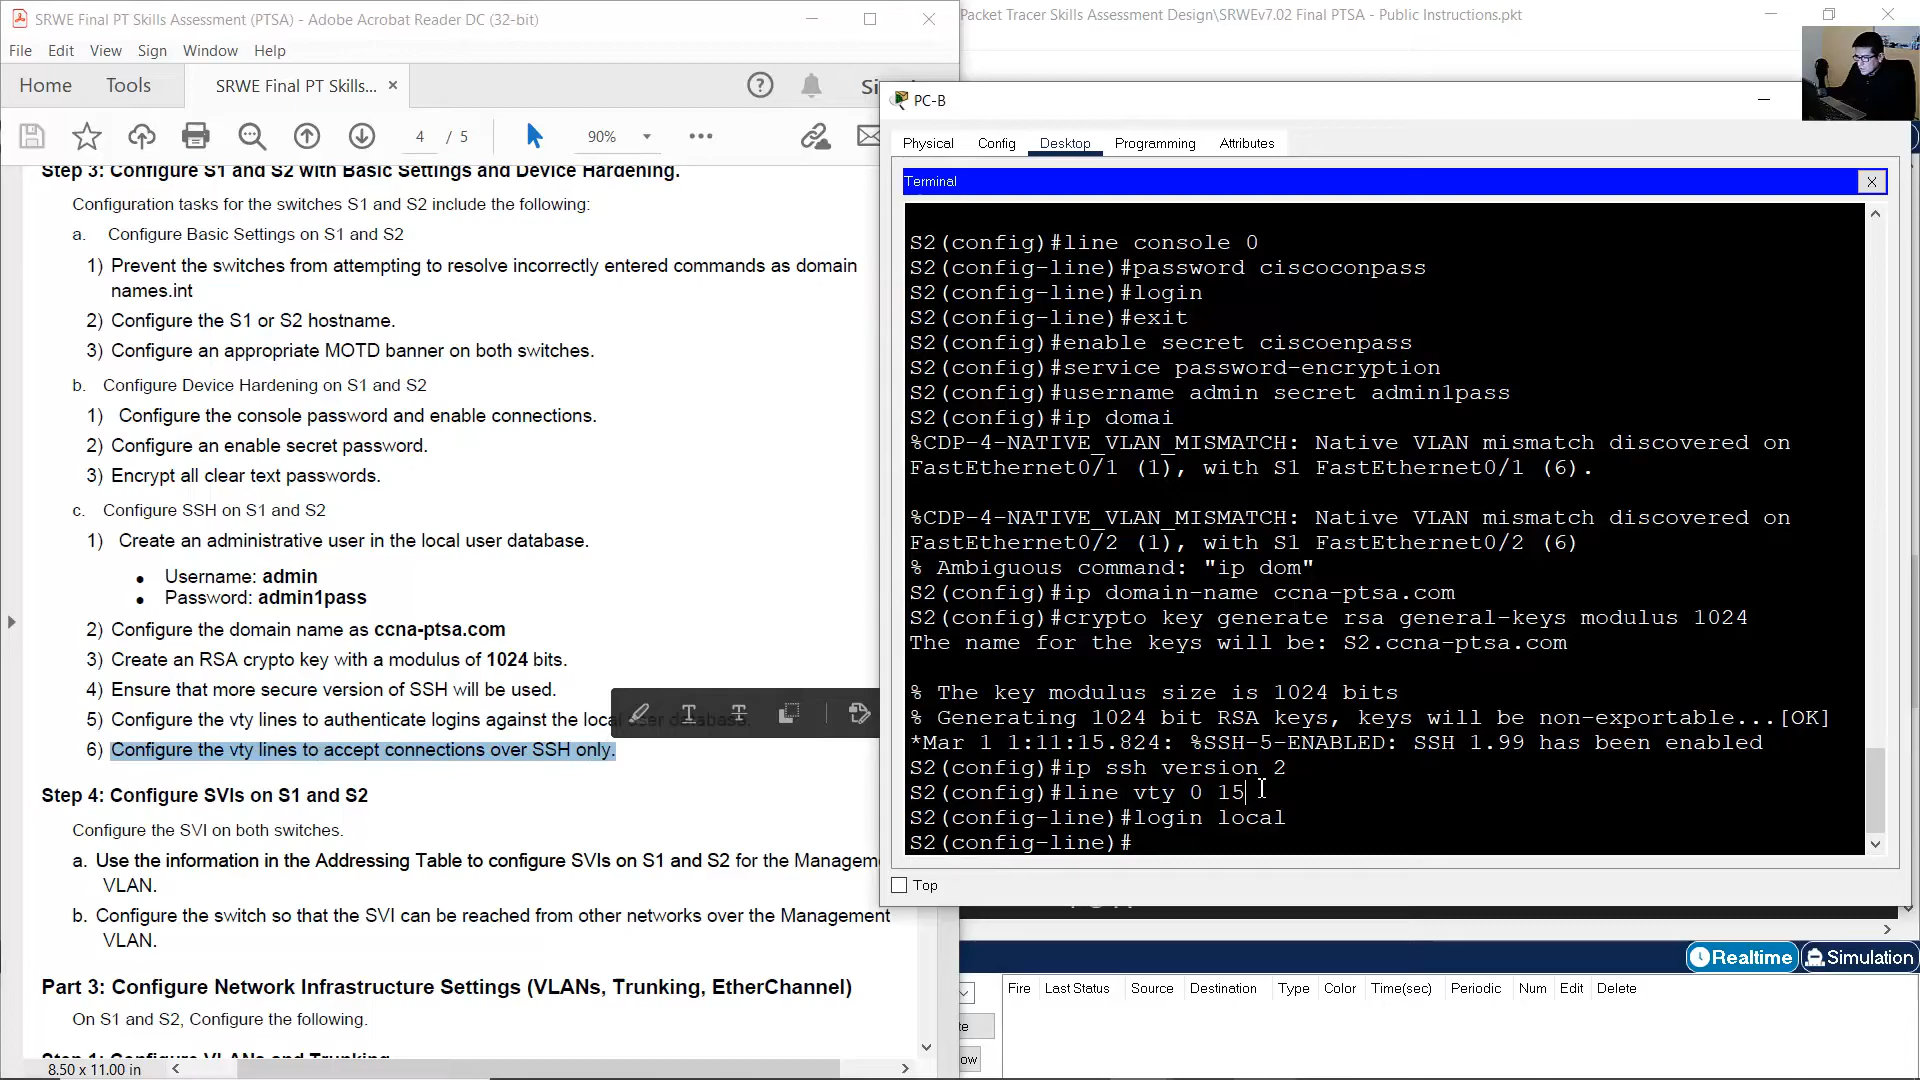 SRWE Final PT Skills Assessment (PTSA) - Adobe Acrobat Reader DC (32-bit)
File Edit View Sign Window Help
Home Tools SRWE Final PT Skills... ×
4 / 5 90%
Step 3: Configure S1 and S2 with Basic Settings and Device Hardening.
Configuration tasks for the switches S1 and S2 include the following:
a. Configure Basic Settings on S1 and S2
1) Prevent the switches from attempting to resolve incorrectly entered commands as domain
names.int
2) Configure the S1 or S2 hostname.
3) Configure an appropriate MOTD banner on both switches.
b. Configure Device Hardening on S1 and S2
1) Configure the console password and enable connections.
2) Configure an enable secret password.
3) Encrypt all clear text passwords.
c. Configure SSH on S1 and S2
1) Create an administrative user in the local user database.
● Username: admin
● Password: admin1pass
2) Configure the domain name as ccna-ptsa.com
3) Create an RSA crypto key with a modulus of 1024 bits.
4) Ensure that more secure version of SSH will be used.
5) Configure the vty lines to authenticate logins against the local user database.
6) Configure the vty lines to accept connections over SSH only.
Step 4: Configure SVIs on S1 and S2
Configure the SVI on both switches.
a. Use the information in the Addressing Table to configure SVIs on S1 and S2 for the Managem
VLAN.
b. Configure the switch so that the SVI can be reached from other networks over the Management
VLAN.
Part 3: Configure Network Infrastructure Settings (VLANs, Trunking, EtherChannel)
On S1 and S2, Configure the following.
Step 1: Configure VLANs and Trunking
8.50 x 11.00 in
Packet Tracer Skills Assessment Design\SRWEv7.02 Final PTSA - Public Instructions.pkt
PC-B
Physical Config Desktop Programming Attributes
Terminal X
S2(config)#line console 0
S2(config-line)#password ciscoconpass
S2(config-line)#login
S2(config-line)#exit
S2(config)#enable secret ciscoenpass
S2(config)#service password-encryption
S2(config)#username admin secret admin1pass
S2(config)#ip domai
%CDP-4-NATIVE_VLAN_MISMATCH: Native VLAN mismatch discovered on
FastEthernet0/1 (1), with S1 FastEthernet0/1 (6).
%CDP-4-NATIVE_VLAN_MISMATCH: Native VLAN mismatch discovered on
FastEthernet0/2 (1), with S1 FastEthernet0/2 (6)
% Ambiguous command: "ip dom"
S2(config)#ip domain-name ccna-ptsa.com
S2(config)#crypto key generate rsa general-keys modulus 1024
The name for the keys will be: S2.ccna-ptsa.com
% The key modulus size is 1024 bits
% Generating 1024 bit RSA keys, keys will be non-exportable...[OK]
*Mar 1 1:11:15.824: %SSH-5-ENABLED: SSH 1.99 has been enabled
S2(config)#ip ssh version 2
S2(config)#line vty 0 15
S2(config-line)#login local
S2(config-line)#
Top
Realtime Simulation
Fire Last Status Source Destination Type Color Time(sec) Periodic Num Edit Delete